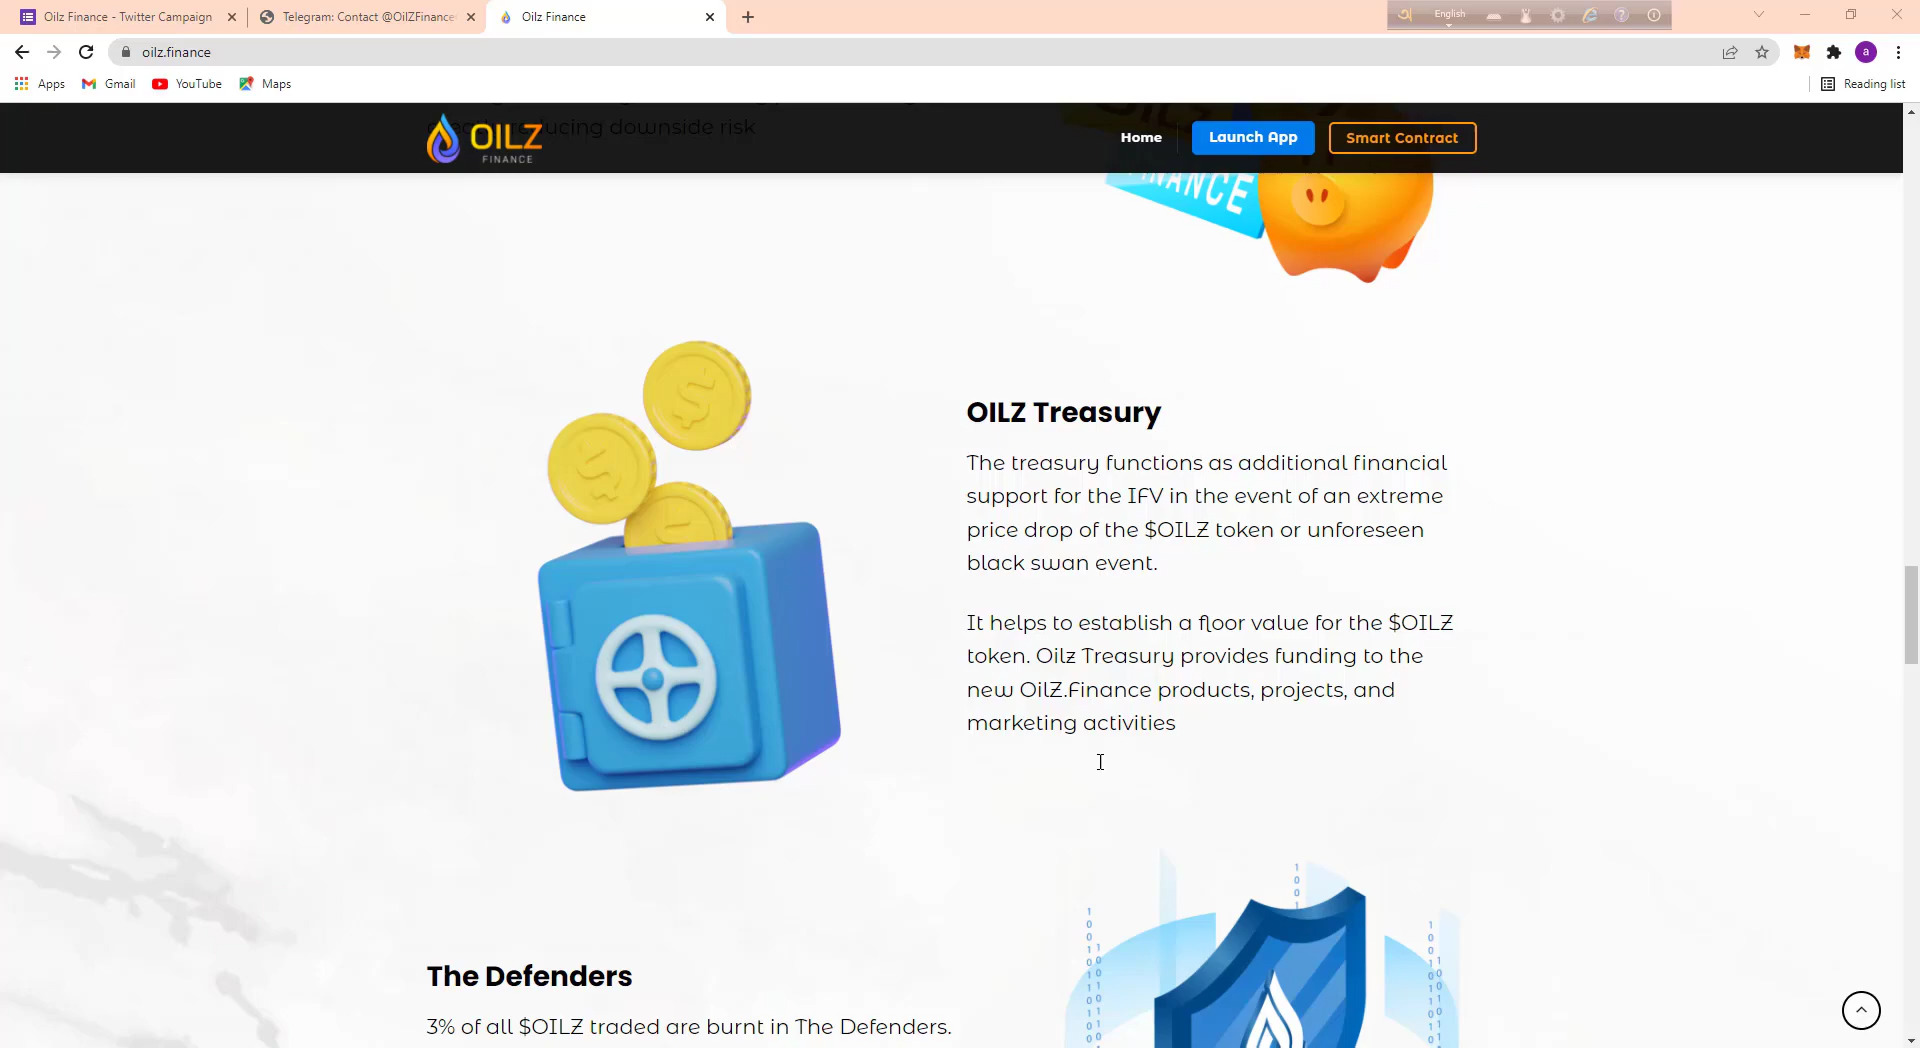 Oilz Finance - Twitter Campaign
Telegram: Contact @OilZFinance
Oilz Finance
English
oilz.finance
a
Apps
Gmail
YouTube
Maps
Reading list
ucing downside risk
OILZ
FINANCE
Home
Launch App
Smart Contract
FINANCE
OILZ Treasury
The treasury functions as additional financial
support for the IFV in the event of an extreme
price drop of the $OILZ token or unforeseen
black swan event.
It helps to establish a floor value for the $OILZ
token. Oilz Treasury provides funding to the
new OilZ.Finance products, projects, and
marketing activities
The Defenders
3% of all $OILZ traded are burnt in The Defenders.